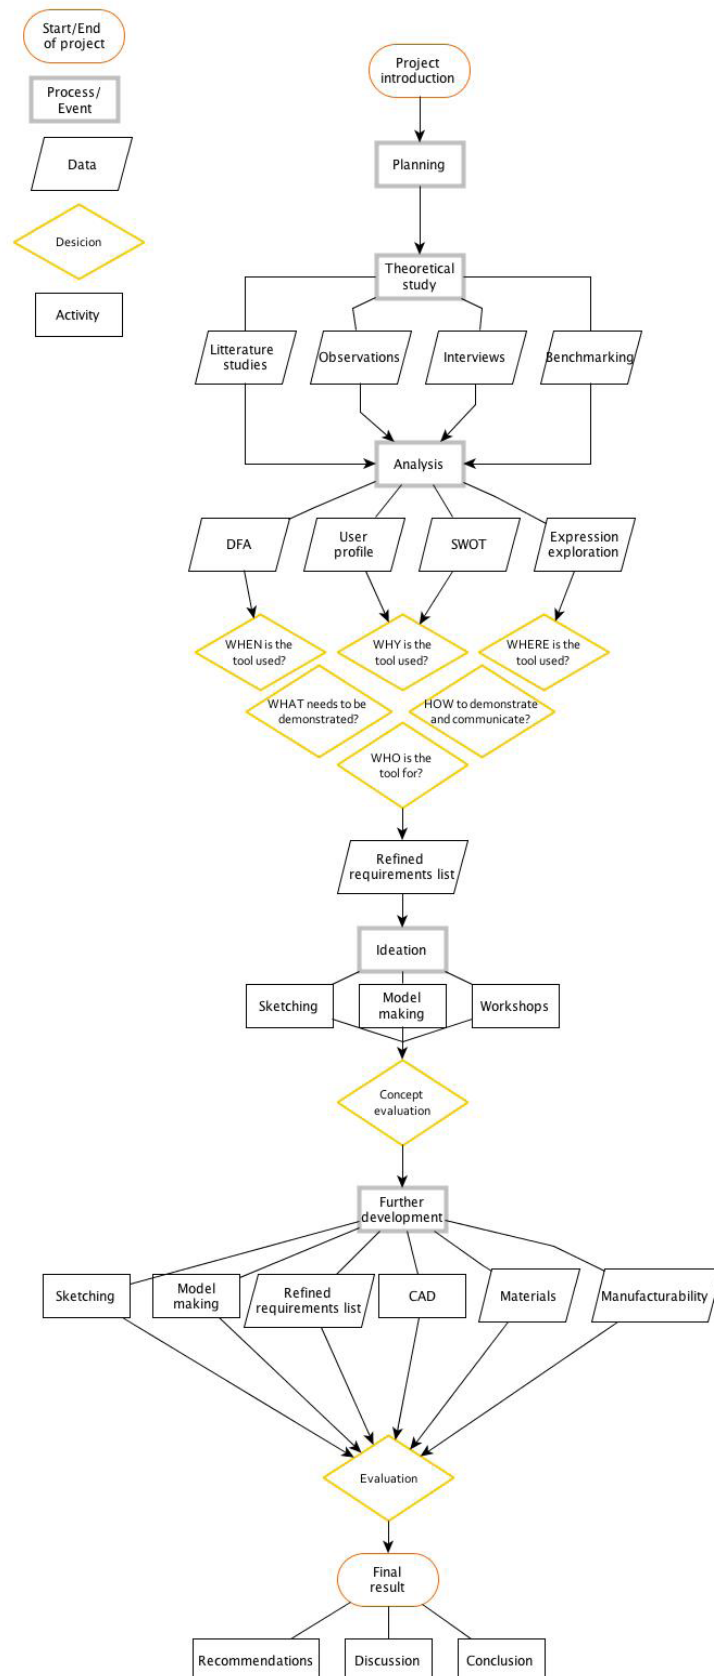 Start/End
of project
Process/
Event
Data
Desicion
Activity
Project
introduction
Planning
Theoretical
study
Litterature
studies
Observations
Interviews
Benchmarking
Analysis
DFA
User
profile
SWOT
Expression
exploration
WHEN is the
tool used?
WHY is the
tool used?
WHERE is the
tool used?
WHAT needs to be
demonstrated?
HOW to demonstrate
and communicate?
WHO is the
tool for?
Refined
requirements list
Ideation
Sketching
Model
making
Workshops
Concept
evaluation
Further
development
Sketching
Model
making
Refined
requirements list
CAD
Materials
Manufacturability
Evaluation
Final
result
Recommendations
Discussion
Conclusion